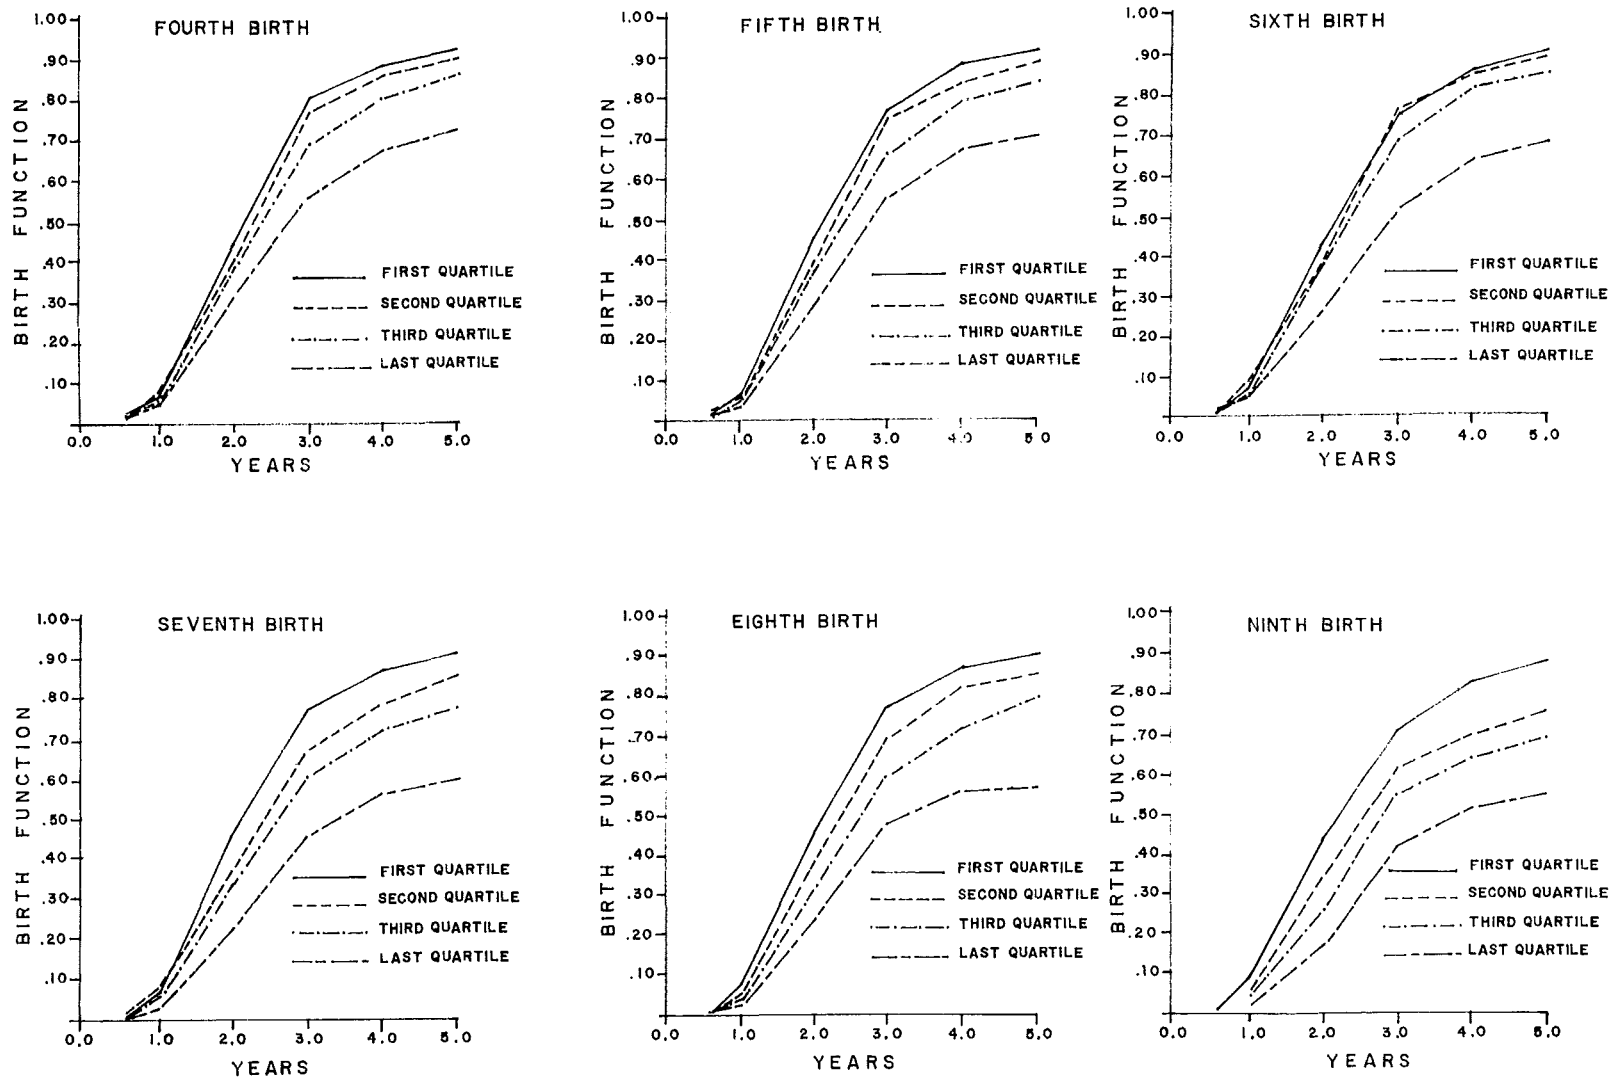 FOURTH BIRTH
1.00
.90
.80
.70
.60
.50
.40
.30
.20
.10
BIRTH FUNCTION
FIRST QUARTILE
SECOND QUARTILE
THIRD QUARTILE
LAST QUARTILE
0.0 1.0 2.0 3.0 4.0 5.0
YEARS
FIFTH BIRTH
1.00
.90
.80
.70
.60
.50
.40
.30
.20
.10
BIRTH FUNCTION
FIRST QUARTILE
SECOND QUARTILE
THIRD QUARTILE
LAST QUARTILE
0.0 1.0 2.0 3.0 4.0 5.0
YEARS
SIXTH BIRTH
1.00
.90
.80
.70
.60
.50
.40
.30
.20
.10
BIRTH FUNCTION
FIRST QUARTILE
SECOND QUARTILE
THIRD QUARTILE
LAST QUARTILE
0.0 1.0 2.0 3.0 4.0 5.0
YEARS
SEVENTH BIRTH
1.00
.90
.80
.70
.60
.50
.40
.30
.20
.10
BIRTH FUNCTION
FIRST QUARTILE
SECOND QUARTILE
THIRD QUARTILE
LAST QUARTILE
0.0 1.0 2.0 3.0 4.0 5.0
YEARS
EIGHTH BIRTH
1.00
.90
.80
.70
.60
.50
.40
.30
.20
.10
BIRTH FUNCTION
FIRST QUARTILE
SECOND QUARTILE
THIRD QUARTILE
LAST QUARTILE
0.0 1.0 2.0 3.0 4.0 5.0
YEARS
NINTH BIRTH
1.00
.90
.80
.70
.60
.50
.40
.30
.20
.10
BIRTH FUNCTION
FIRST QUARTILE
SECOND QUARTILE
THIRD QUARTILE
LAST QUARTILE
0.0 1.0 2.0 3.0 4.0 5.0
YEARS